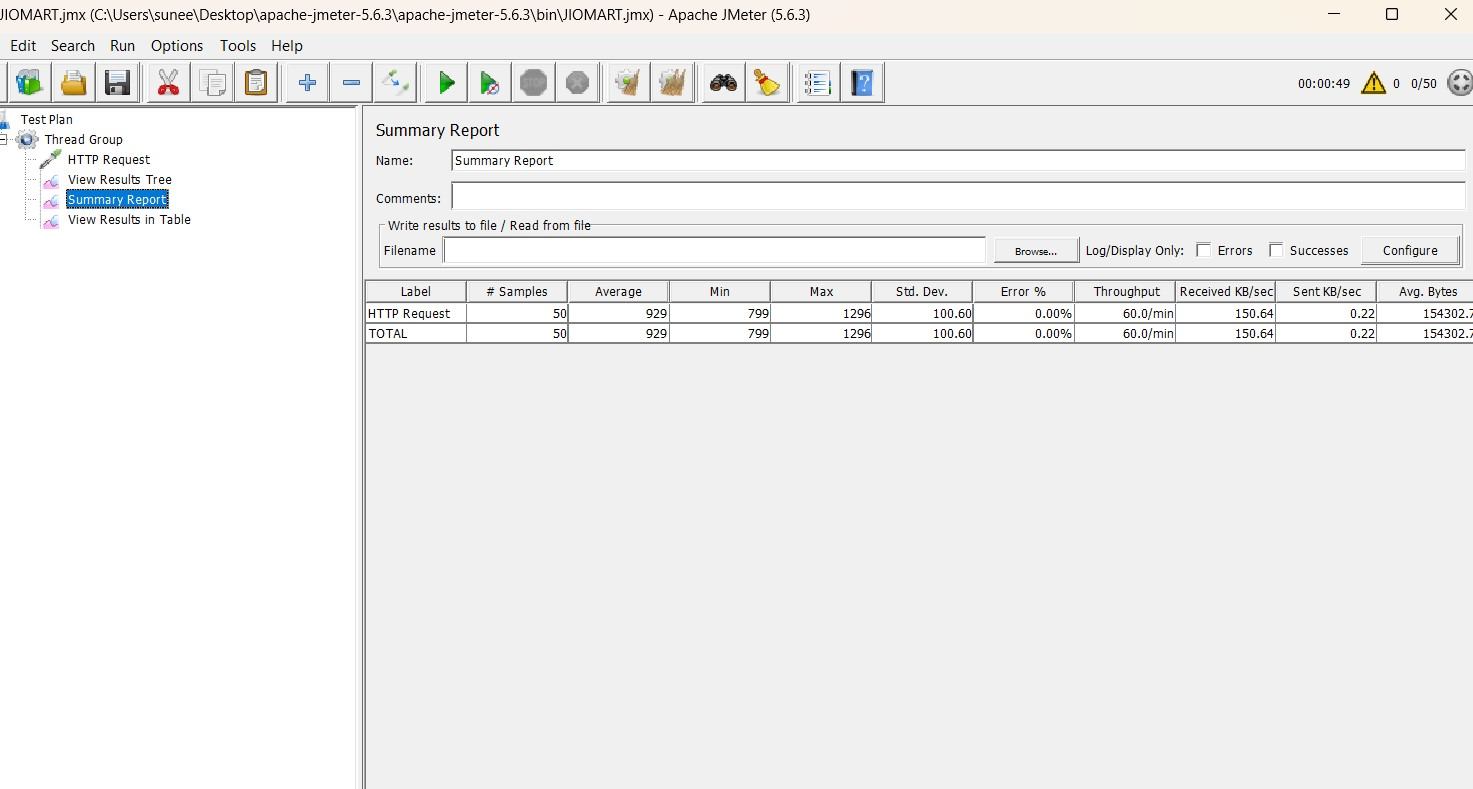 JIOMART.jmx (C:\Users\sunee\Desktop\apache-jmeter-5.6.3\apache-jmeter-5.6.3\bin\JIOMART.jmx) - Apache JMeter (5.6.3)
Edit Search Run Options Tools Help
STOP 00:00:49 0 0/50
Test Plan
Thread Group
HTTP Request
View Results Tree
Summary Report
View Results in Table
Summary Report
Name: Summary Report
Comments:
Write results to file / Read from file
Filename Browse... Log/Display Only: Errors Successes Configure
Label # Samples Average Min Max Std. Dev. Error % Throughput Received KB/sec Sent KB/sec Avg. Bytes
HTTP Request 50 929 799 1296 100.60 0.00% 60.0/min 150.64 0.22 154302.7
TOTAL 50 929 799 1296 100.60 0.00% 60.0/min 150.64 0.22 154302.7